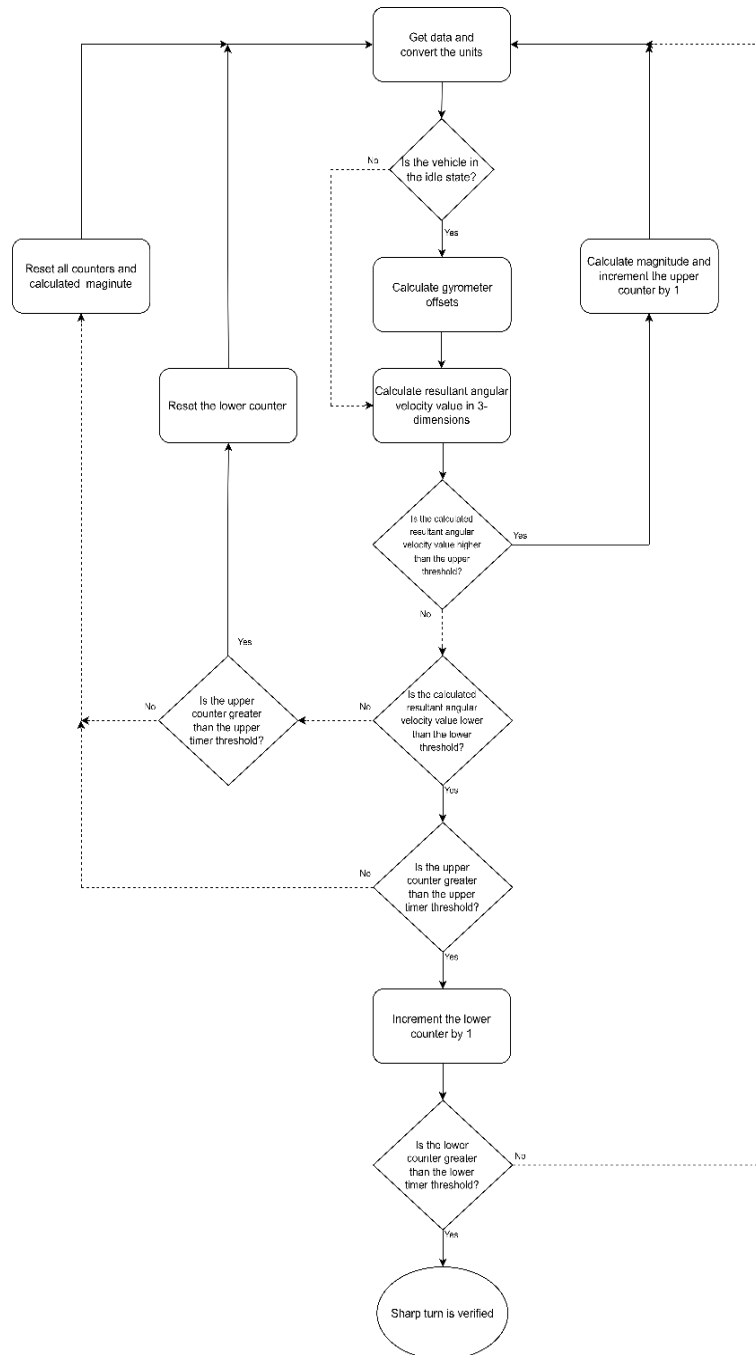 Get data and
convert the units
No
Is the vehicle in
the idle state?
Yes
Reset all counters and
calculated maginute
Calculate gyrometer
offsets
Calculate magnitude and
increment the upper
counter by 1
Reset the lower counter
Calculate resultant angular
velocity value in 3-
dimensions
Is the calculated
resultant angular
velocity value higher
than the upper
threshold?
Yes
No
Yes
No
Is the upper
counter greater
than the upper
timer threshold?
No
Is the calculated
resultant angular
velocity value lower
than the lower
threshold?
Yes
No
Is the upper
counter greater
than the upper
timer threshold?
Yes
Increment the lower
counter by 1
Is the lower
counter greater
than the lower
timer threshold?
No
Yes
Sharp turn is verified